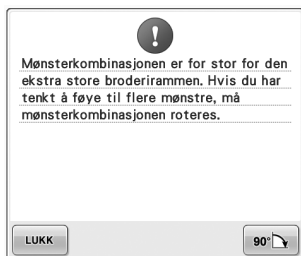 Mønsterkombinasjonen er for stor for den
ekstra store broderirammen. Hvis du har
tenkt å føye til flere mønstre, må
mønsterkombinasjonen roteres.
LUKK
90°